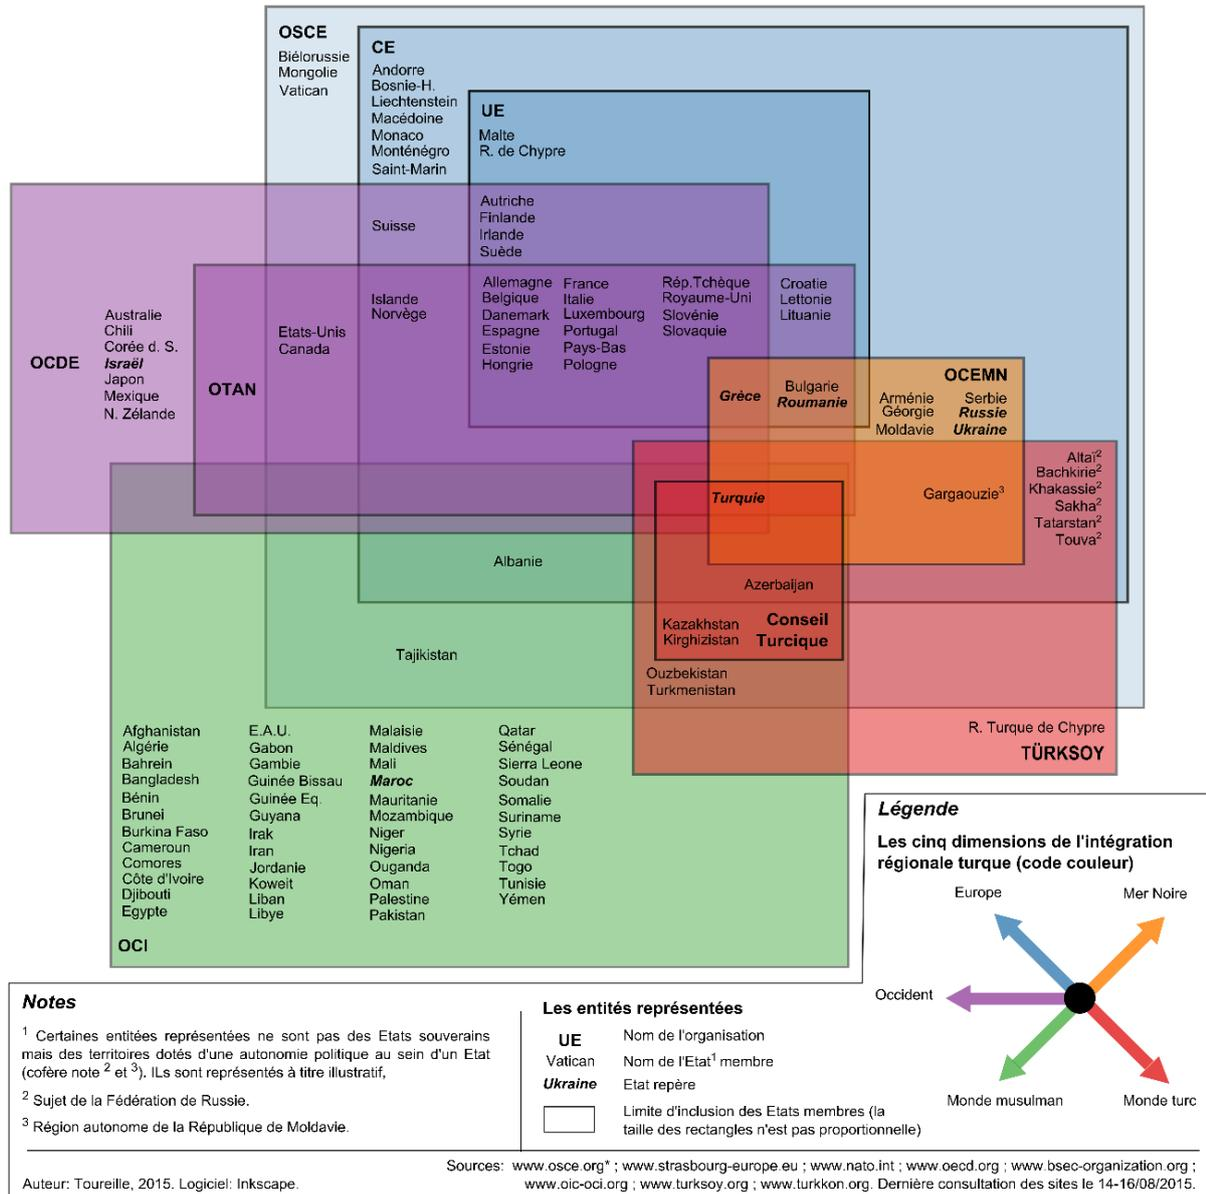 OSCE
Biélorussie
Mongolie
Vatican
CE
Andorre
Bosnie-H.
Liechtenstein
Macédoine
Monaco
Monténégro
Saint-Marin
UE
Malte
R. de Chypre
Suisse
Autriche
Finlande
Irlande
Suède
OCDE
Australie
Chili
Corée d. S.
Israël
Japon
Mexique
N. Zélande
OTAN
Etats-Unis
Canada
Islande
Norvège
Allemagne
Belgique
Danemark
Espagne
Estonie
Hongrie
France
Italie
Luxembourg
Portugal
Pays-Bas
Pologne
Rép.Tchèque
Royaume-Uni
Slovénie
Slovaquie
Croatie
Lettonie
Lituanie
Grèce
Bulgarie
Roumanie
OCEMN
Arménie
Géorgie
Moldavie
Serbie
Russie
Ukraine
Altaï²
Bachkirie²
Khakassie²
Sakha²
Tatarstan²
Touva²
Gargaouzie³
Turquie
Albanie
Azerbaijan
Kazakhstan
Kirghizistan
Conseil
Turcique
Tajikistan
Ouzbekistan
Turkmenistan
R. Turque de Chypre
TÜRKSOY
Afghanistan
Algérie
Bahrein
Bangladesh
Bénin
Brunei
Burkina Faso
Cameroun
Comores
Côte d'Ivoire
Djibouti
Egypte
E.A.U.
Gabon
Gambie
Guinée Bissau
Guinée Eq.
Guyana
Irak
Iran
Jordanie
Koweit
Liban
Libye
Malaisie
Maldives
Mali
Maroc
Mauritanie
Mozambique
Niger
Nigeria
Ouganda
Oman
Palestine
Pakistan
Qatar
Sénégal
Sierra Leone
Soudan
Somalie
Suriname
Syrie
Tchad
Togo
Tunisie
Yémen
OCI
Légende
Les cinq dimensions de l'intégration
régionale turque (code couleur)
Europe
Mer Noire
Occident
Monde musulman
Monde turc
Notes
¹ Certaines entitées représentées ne sont pas des Etats souverains
mais des territoires dotés d'une autonomie politique au sein d'un Etat
(cofère note ² et ³). ILs sont représentés à titre illustratif,
² Sujet de la Fédération de Russie.
³ Région autonome de la République de Moldavie.
Les entités représentées
UE Nom de l'organisation
Vatican Nom de l'Etat¹ membre
Ukraine Etat repère
Limite d'inclusion des Etats membres (la
taille des rectangles n'est pas proportionnelle)
Sources: www.osce.org* ; www.strasbourg-europe.eu ; www.nato.int ; www.oecd.org ; www.bsec-organization.org ;
Auteur: Toureille, 2015. Logiciel: Inkscape. www.oic-oci.org ; www.turksoy.org ; www.turkkon.org. Dernière consultation des sites le 14-16/08/2015.